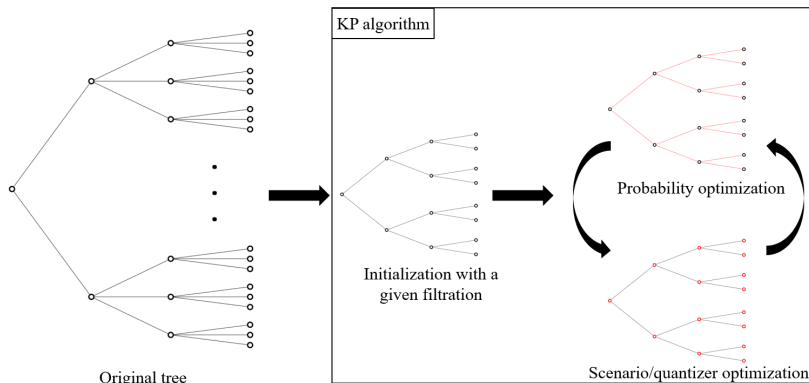 KP algorithm
Probability optimization
Initialization with a
given filtration
Scenario/quantizer optimization
Original tree